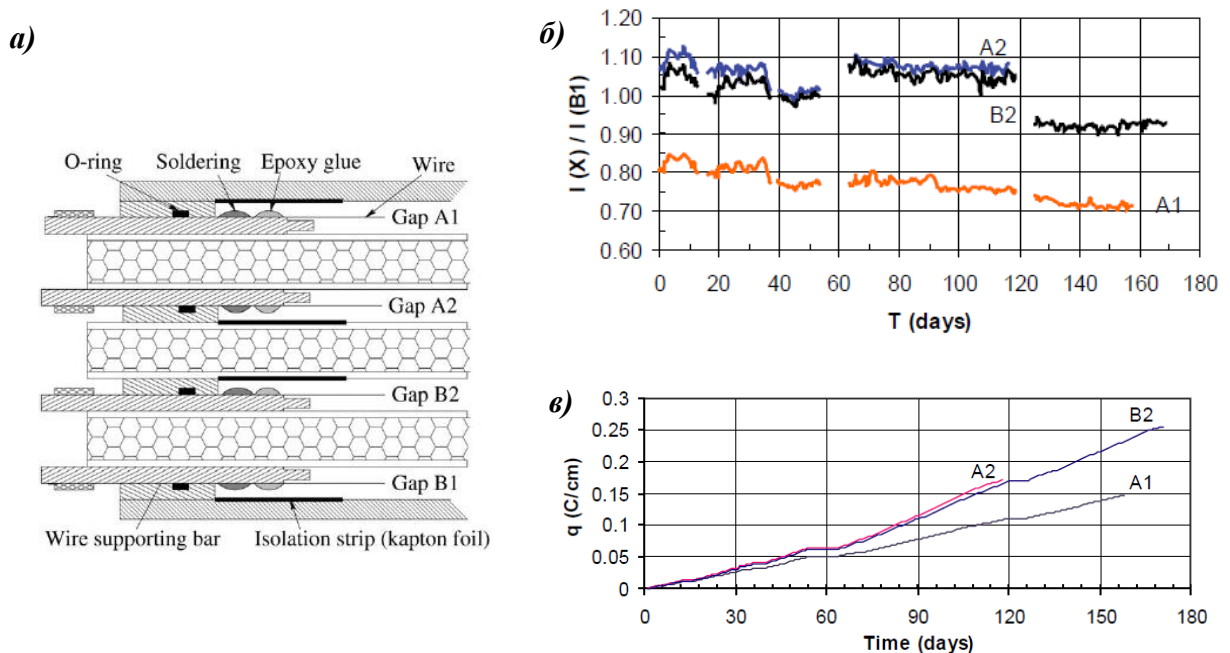 а)
O-ring
Soldering
Epoxy glue
Wire
Gap A1
Gap A2
Gap B2
Gap B1
Wire supporting bar
Isolation strip (kapton foil)
б)
I (X) / I (B1)
1.10
1.00
0.90
0.80
0.70
0.60
A2
B2
A1
0 20 40 60 80 100 120 140 160 180
T (days)
в)
q (C/cm)
0.3
0.25
0.2
0.15
0.1
0.05
0
B2
A2
A1
0 30 60 90 120 150 180
Time (days)